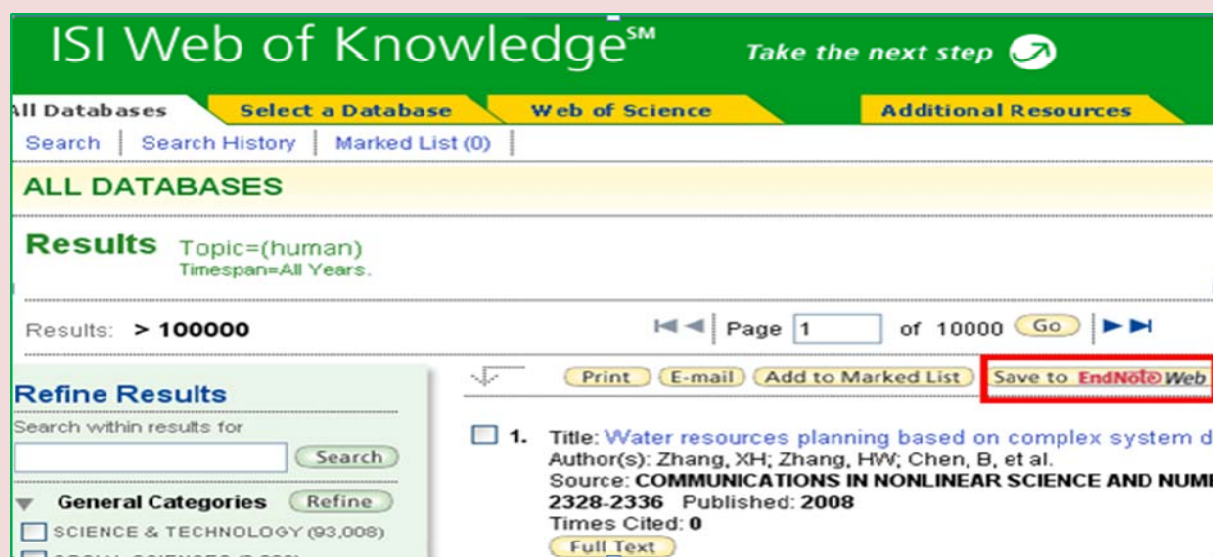 ISI Web of Knowledge℠ Take the next step
All Databases Select a Database Web of Science Additional Resources
Search Search History Marked List (0)
ALL DATABASES
Results Topic=(human)
Timespan=All Years.
Results: > 100000 Page 1 of 10000 Go
Print E-mail Add to Marked List Save to EndNote Web
Refine Results
Search within results for
Search
General Categories Refine
SCIENCE & TECHNOLOGY (93,008)
1. Title: Water resources planning based on complex system d
Author(s): Zhang, XH; Zhang, HW; Chen, B, et al.
Source: COMMUNICATIONS IN NONLINEAR SCIENCE AND NUM
2328-2336 Published: 2008
Times Cited: 0
Full Text